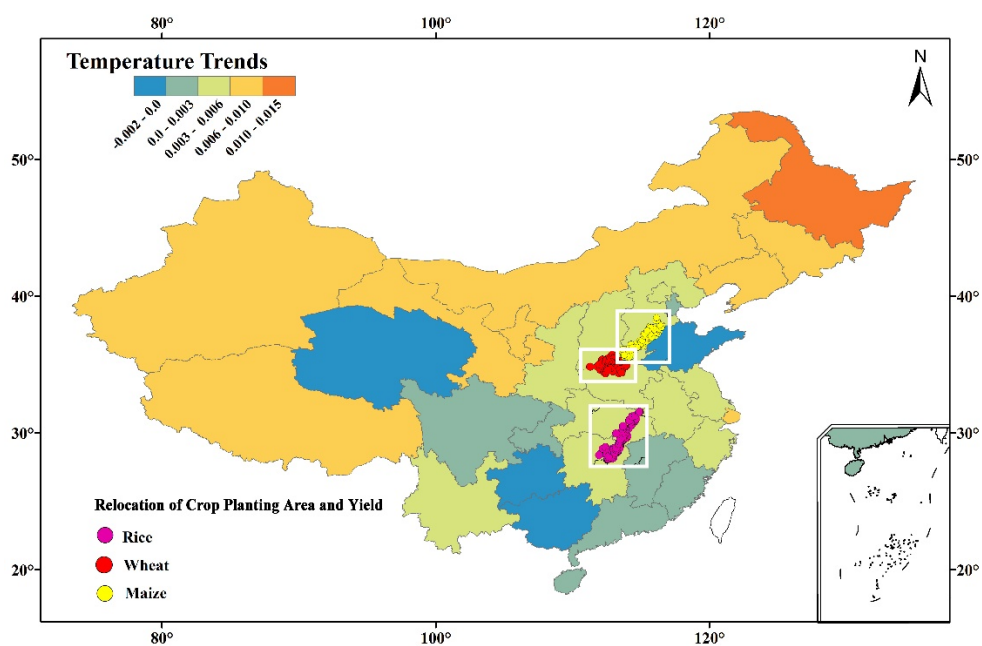 80° 100° 120°
N
Temperature Trends
-0.002 - 0.0
0.0 - 0.003
0.003 - 0.006
0.006 - 0.010
0.010 - 0.015
50° 50°
40° 40°
30° 30°
Relocation of Crop Planting Area and Yield
Rice
Wheat
Maize
20° 20°
80° 100° 120°